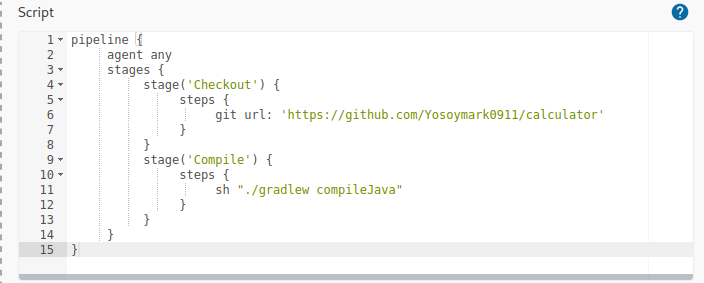 Script
?
1 pipeline {
2     agent any
3     stages {
4         stage('Checkout') {
5             steps {
6                 git url: 'https://github.com/Yosoymark0911/calculator'
7             }
8         }
9         stage('Compile') {
10             steps {
11                 sh "./gradlew compileJava"
12             }
13         }
14     }
15 }